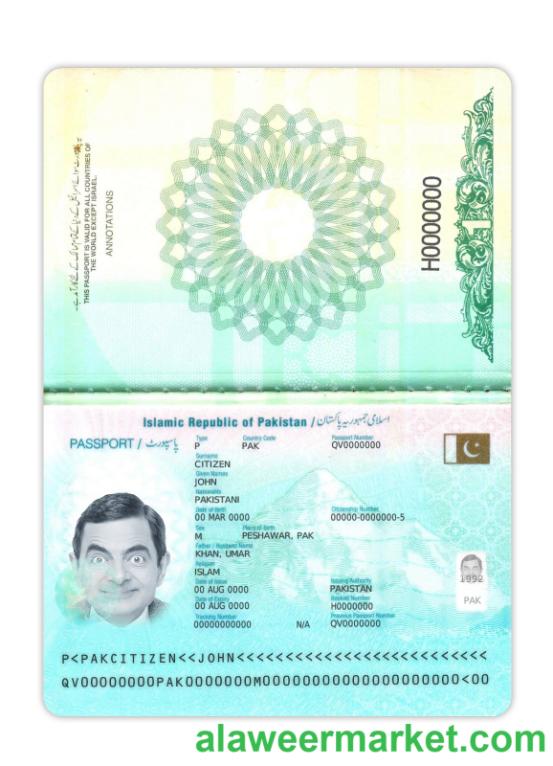 THIS PASSPORT IS VALID FOR ALL COUNTRIES OF
THE WORLD EXCEPT ISRAEL.
ANNOTATIONS
H0000000
Islamic Republic of Pakistan / اسلامی جمہوریہ پاکستان
PASSPORT / پاسپورٹ
Type Country Code Passport Number
P PAK QV0000000
Surname
CITIZEN
Given Names
JOHN
Nationality
PAKISTANI
Date of Birth Citizenship Number
00 MAR 0000 00000-0000000-5
Sex Place of Birth
M PESHAWAR, PAK
Father / Husband Name
KHAN, UMAR
Religion
ISLAM
Date of Issue Issuing Authority
00 AUG 0000 PAKISTAN
Date of Expiry Booklet Number
00 AUG 0000 H0000000
Tracking Number Previous Passport Number
00000000000 N/A QV0000000
1992
PAK
P<PAKCITIZEN<<JOHN<<<<<<<<<<<<<<<<<<<<<<<<<<
QV00000000PAK0000000M00000000000000000000<00
alaweermarket.com